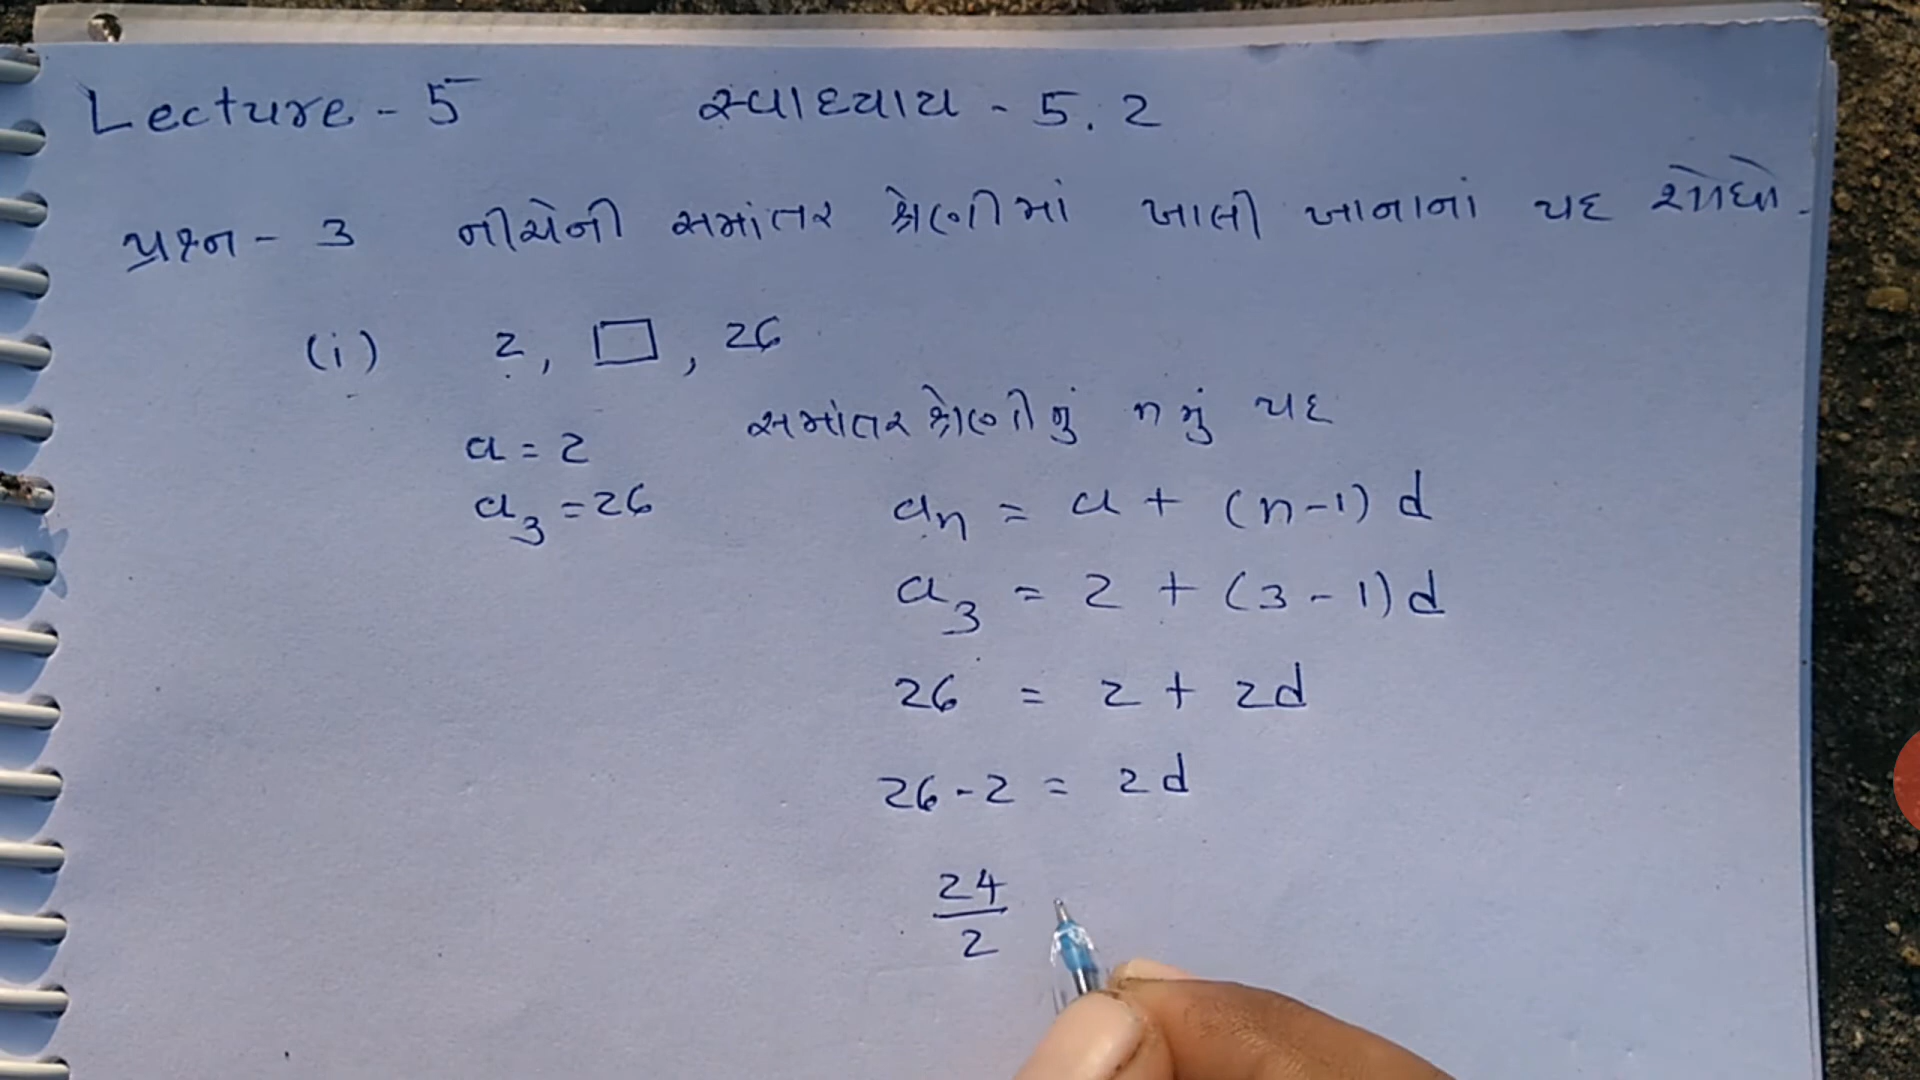 Lecture - 5 સ્વાધ્યાય - 5.2
પ્રશ્ન - 3 નીચેની સમાંતર શ્રેણીમાં ખાલી ખાનાનાં પદ શોધો.
(i) 2, □, 26
સમાંતર શ્રેણીનું n મું પદ
a = 2
a₃ = 26
aₙ = a + (n-1) d
a₃ = 2 + (3-1) d
26 = 2 + 2d
26 - 2 = 2d
24/2